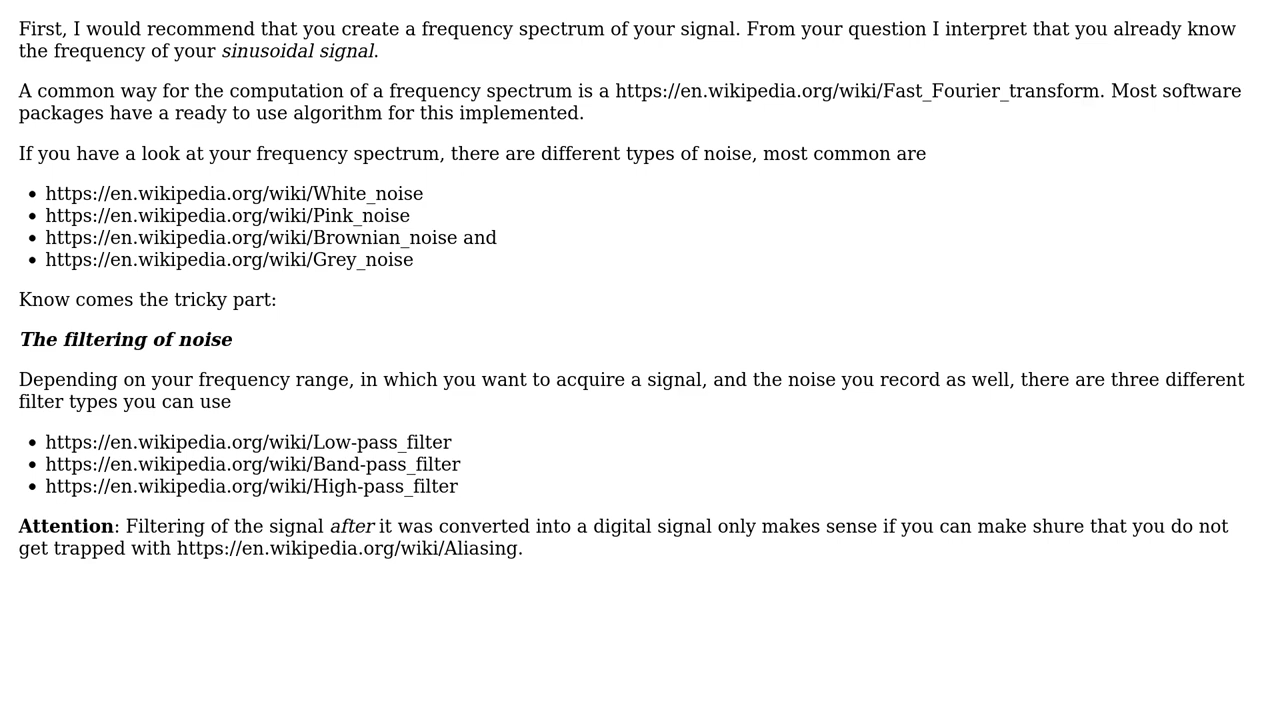 First, I would recommend that you create a frequency spectrum of your signal. From your question I interpret that you already know
the frequency of your sinusoidal signal.
A common way for the computation of a frequency spectrum is a https://en.wikipedia.org/wiki/Fast_Fourier_transform. Most software
packages have a ready to use algorithm for this implemented.
If you have a look at your frequency spectrum, there are different types of noise, most common are
• https://en.wikipedia.org/wiki/White_noise
• https://en.wikipedia.org/wiki/Pink_noise
• https://en.wikipedia.org/wiki/Brownian_noise and
• https://en.wikipedia.org/wiki/Grey_noise
Know comes the tricky part:
The filtering of noise
Depending on your frequency range, in which you want to acquire a signal, and the noise you record as well, there are three different
filter types you can use
• https://en.wikipedia.org/wiki/Low-pass_filter
• https://en.wikipedia.org/wiki/Band-pass_filter
• https://en.wikipedia.org/wiki/High-pass_filter
Attention: Filtering of the signal after it was converted into a digital signal only makes sense if you can make shure that you do not
get trapped with https://en.wikipedia.org/wiki/Aliasing.